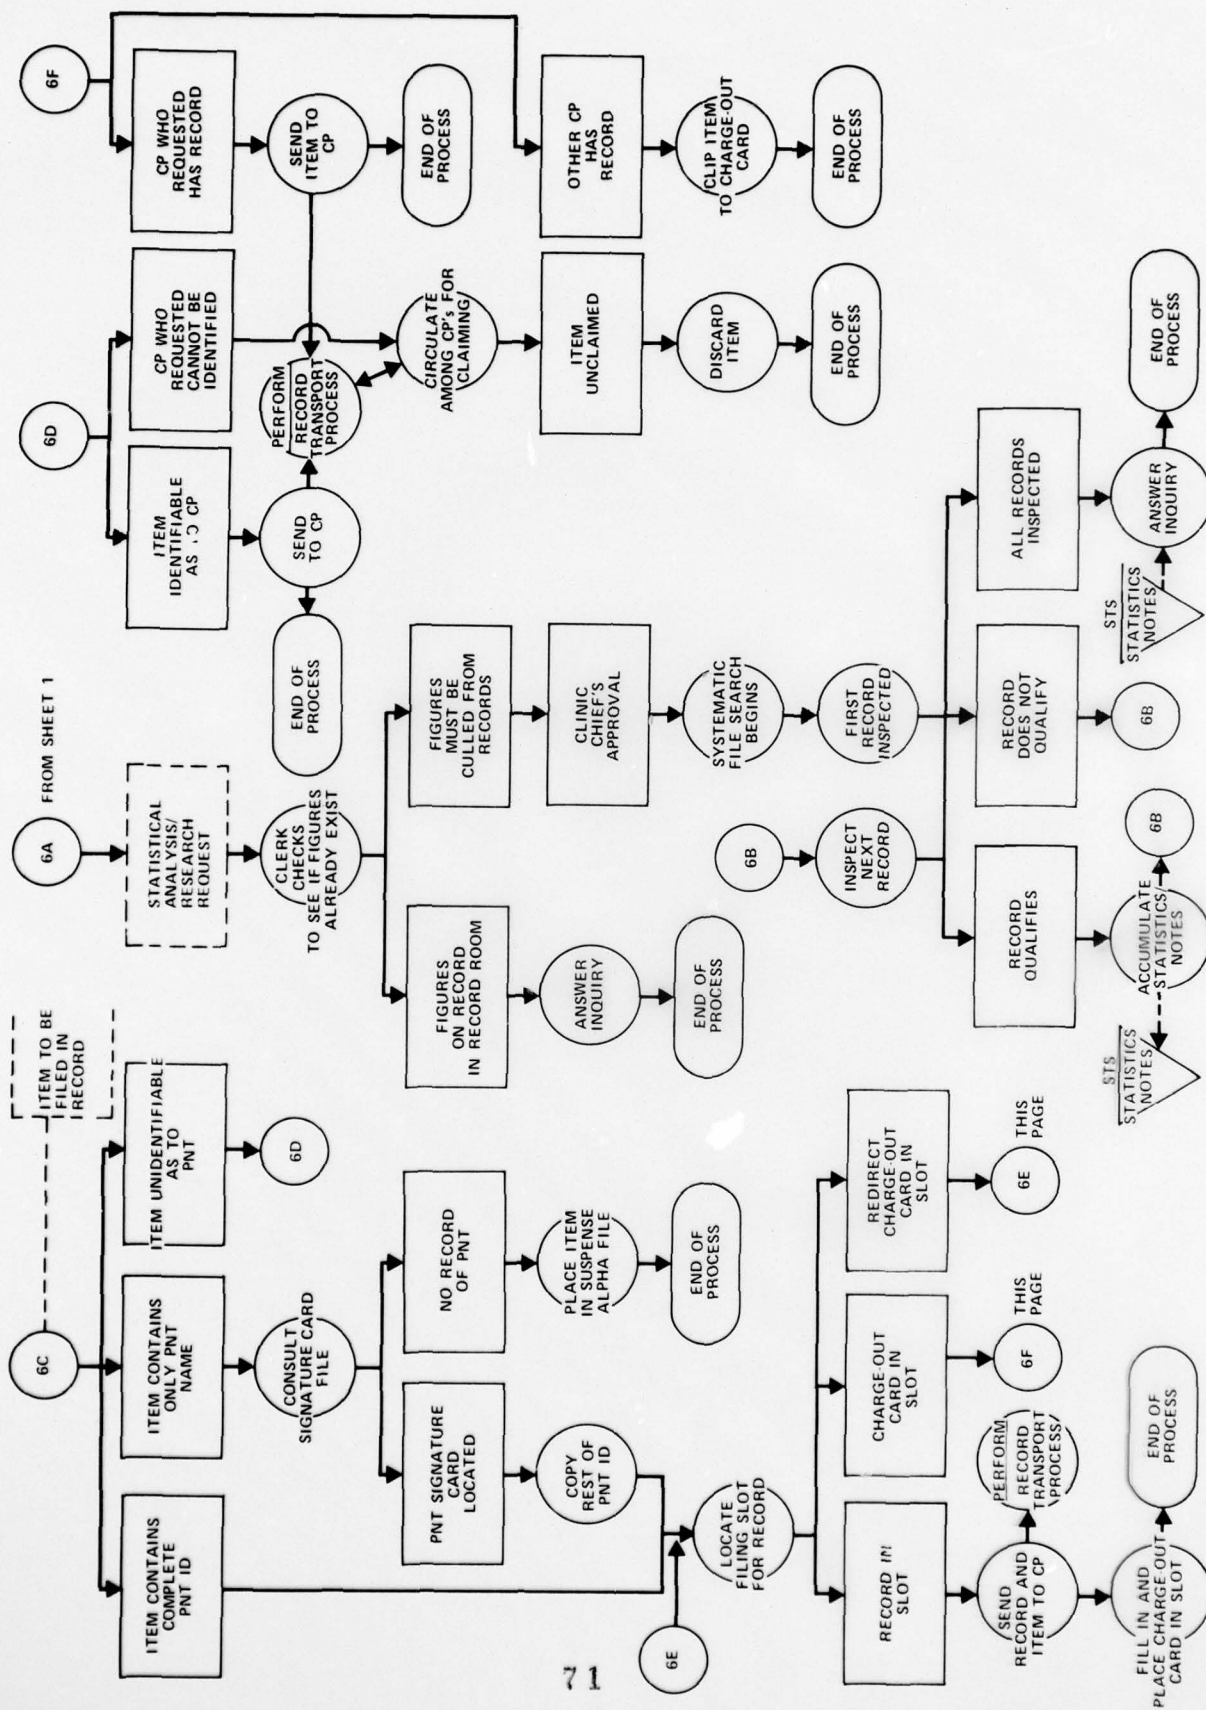 6C
ITEM TO BE
FILED IN
RECORD
ITEM CONTAINS
COMPLETE
PNT ID
ITEM CONTAINS
ONLY PNT
NAME
ITEM UNIDENTIFIABLE
AS TO
PNT
CONSULT
SIGNATURE CARD
FILE
6D
PNT SIGNATURE
CARD
LOCATED
NO RECORD
OF PNT
COPY
REST OF
PNT ID
PLACE ITEM
IN SUSPENSE
ALPHA FILE
END OF
PROCESS
6E
LOCATE
FILING SLOT
FOR RECORD
RECORD IN
SLOT
CHARGE-OUT
CARD IN
SLOT
REDIRECT
CHARGE-OUT
CARD IN
SLOT
SEND
RECORD AND
ITEM TO CP
PERFORM
RECORD
TRANSPORT
PROCESS
6F
THIS
PAGE
6E
THIS
PAGE
FILL IN AND
PLACE CHARGE-OUT
CARD IN SLOT
END OF
PROCESS
6A
FROM SHEET 1
STATISTICAL
ANALYSIS/
RESEARCH
REQUEST
CLERK
CHECKS
TO SEE IF FIGURES
ALREADY EXIST
FIGURES
ON RECORD
IN RECORD ROOM
FIGURES
MUST BE
CULLED FROM
RECORDS
ANSWER
INQUIRY
CLINIC
CHIEF'S
APPROVAL
END OF
PROCESS
SYSTEMATIC
FILE SEARCH
BEGINS
6B
INSPECT
NEXT
RECORD
FIRST
RECORD
INSPECTED
RECORD
QUALIFIES
RECORD
DOES NOT
QUALIFY
ALL RECORDS
INSPECTED
STS
STATISTICS
NOTES
ACCUMULATE
STATISTICS/
NOTES
6B
6B
STS
STATISTICS
NOTES
ANSWER
INQUIRY
END OF
PROCESS
6D
ITEM
IDENTIFIABLE
AS CP
CP WHO
REQUESTED
CANNOT BE
IDENTIFIED
SEND
TO CP
PERFORM
RECORD
TRANSPORT
PROCESS
END OF
PROCESS
CIRCULATE
AMONG CP's FOR
CLAIMING
ITEM
UNCLAIMED
DISCARD
ITEM
END OF
PROCESS
6F
CP WHO
REQUESTED
HAS RECORD
SEND
ITEM TO
CP
END OF
PROCESS
OTHER CP
HAS
RECORD
CLIP ITEM
TO CHARGE-OUT
CARD
END OF
PROCESS
71